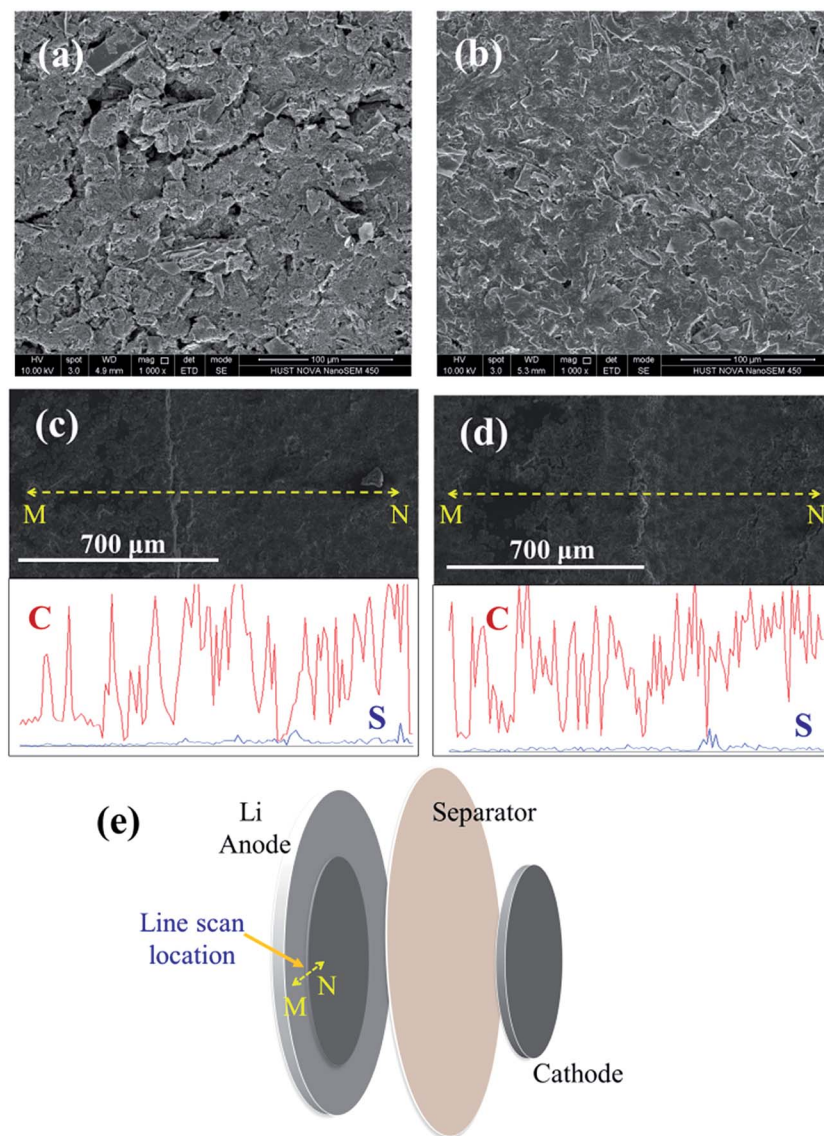 (a)
(b)
HV spot WD mag □ det mode 100 µm
10.00 kV 3.0 4.9 mm 1 000 x ETD SE HUST NOVA NanoSEM 450
HV spot WD mag □ det mode 100 µm
10.00 kV 3.0 5.3 mm 1 000 x ETD SE HUST NOVA NanoSEM 450
(c)
M N
700 µm
(d)
M N
700 µm
C
S
C
S
(e)
Li
Anode
Separator
Line scan
location
N
M
Cathode